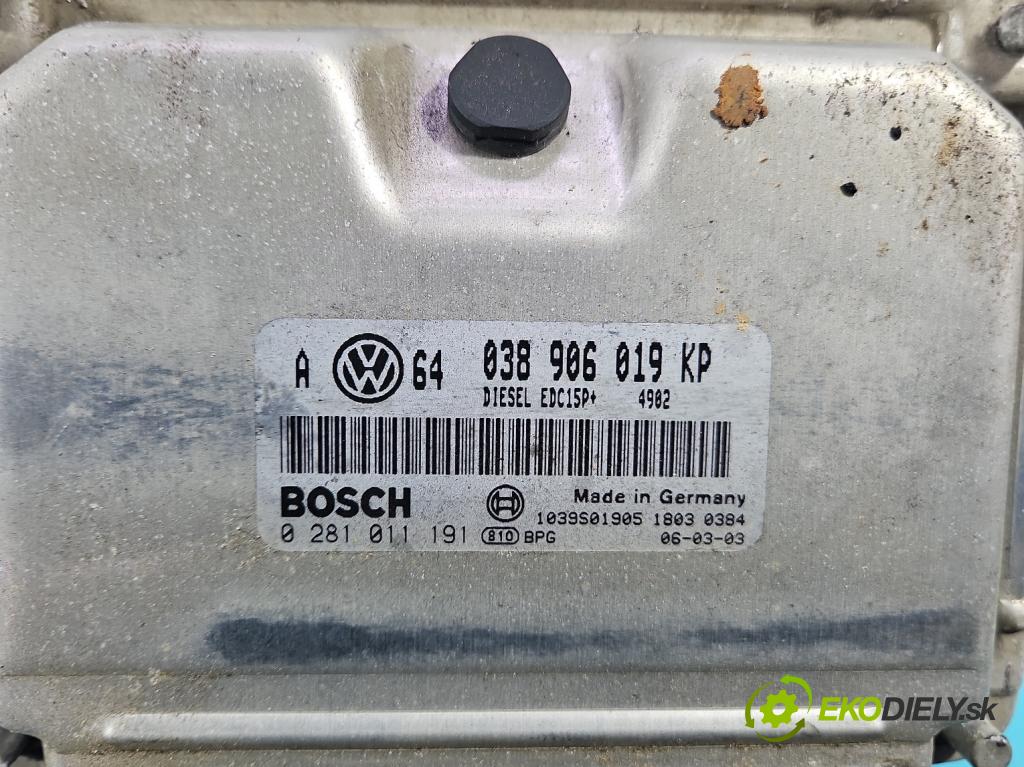 A VW 64 038 906 019 KP
DIESEL EDC15P+ 4902
BOSCH Made in Germany
1039S01905 1803 0384
0 281 011 191 810 BPG 06-03-03
EKODIELY.sk